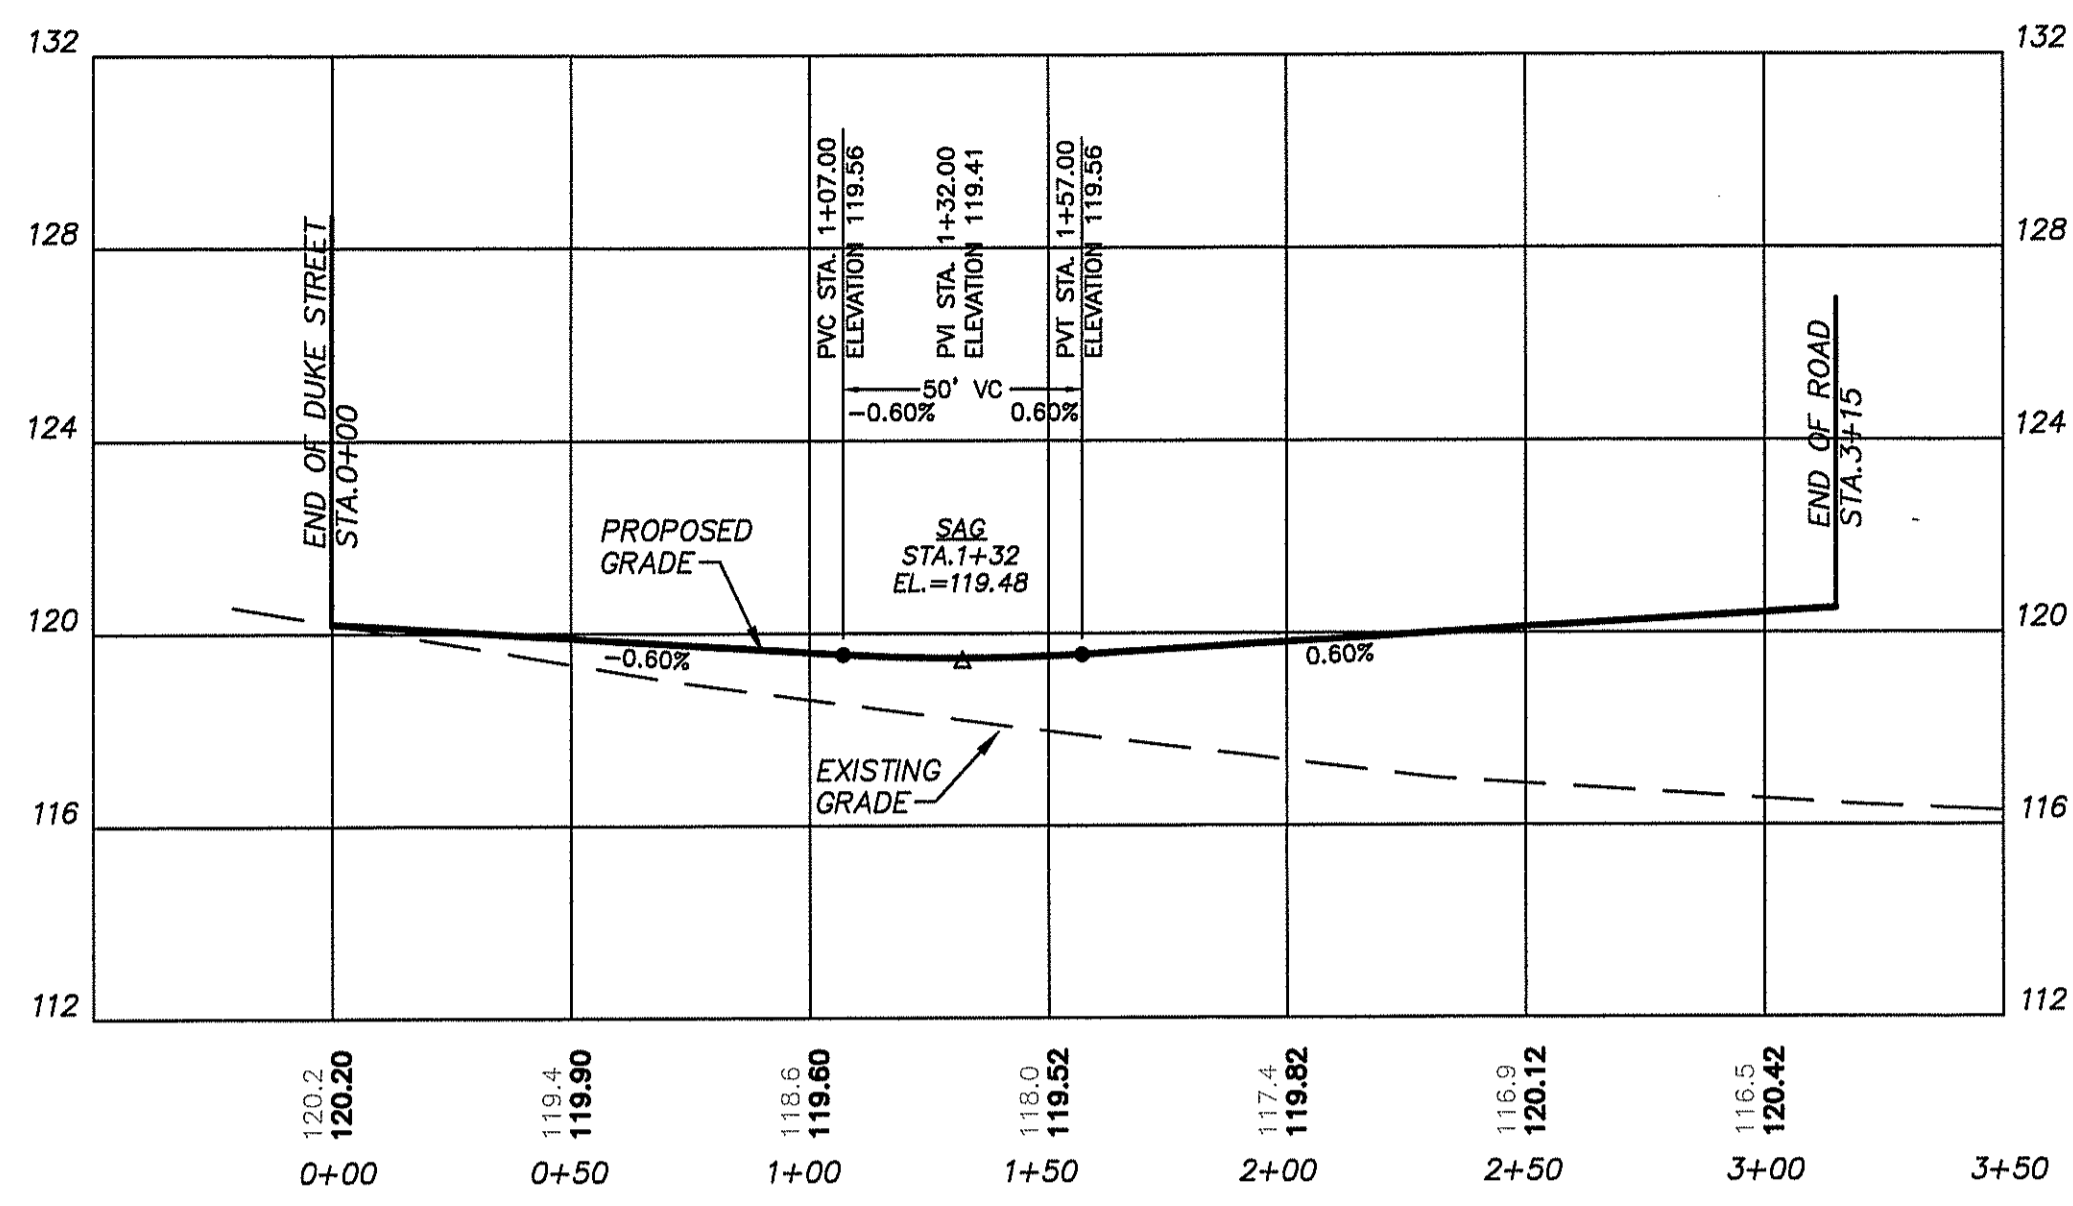 132
132
128
128
124
124
120
120
116
116
112
112
END OF DUKE STREET
STA.0+00
PVC STA. 1+07.00
ELEVATION 119.56
PVI STA. 1+32.00
ELEVATION 119.41
PVT STA. 1+57.00
ELEVATION 119.56
50' VC
-0.60%
0.60%
END OF ROAD
STA.3+15
PROPOSED
GRADE
SAG
STA.1+32
EL.=119.48
-0.60%
0.60%
EXISTING
GRADE
120.2
120.20
119.4
119.90
118.6
119.60
118.0
119.52
117.4
119.82
116.9
120.12
116.5
120.42
0+00
0+50
1+00
1+50
2+00
2+50
3+00
3+50